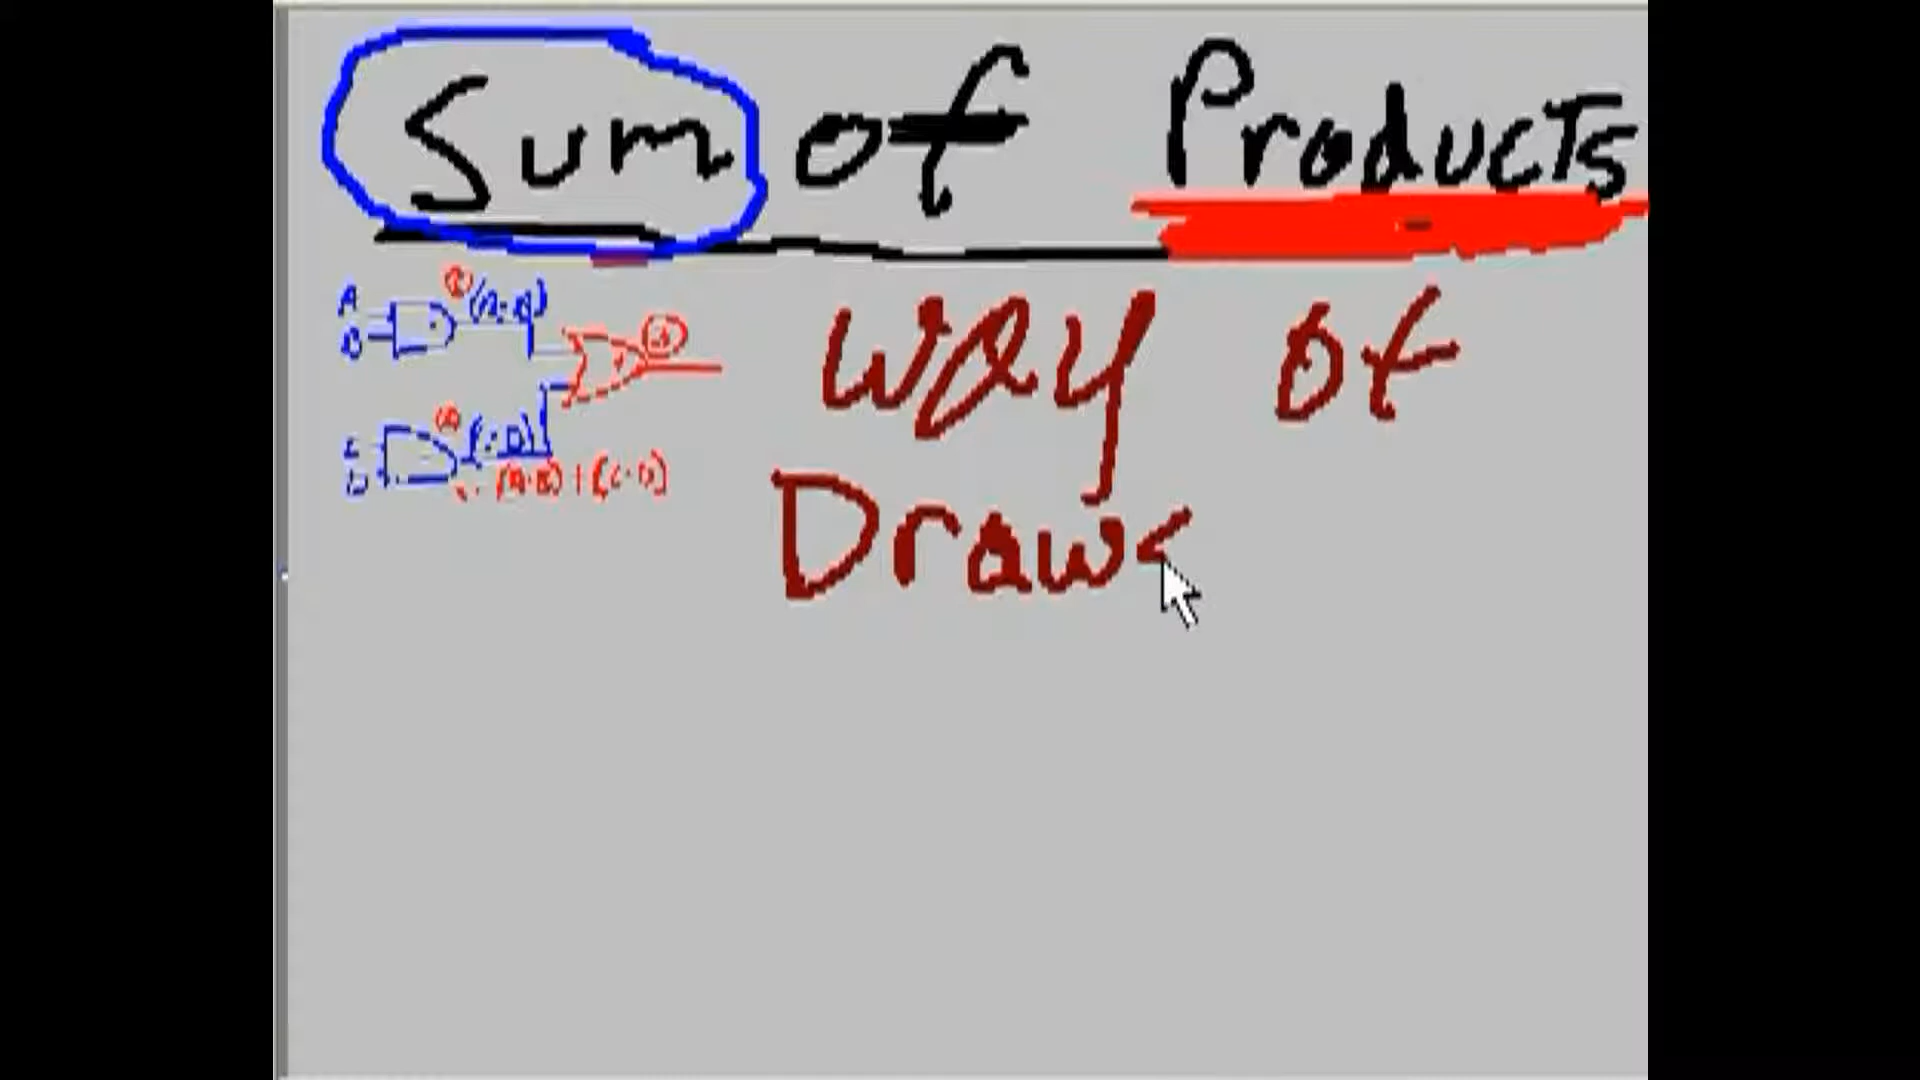 Sum of Products
A
B
(A·B)
way of
C
D
(C·D)
(A·B) + (C·D)
Draw